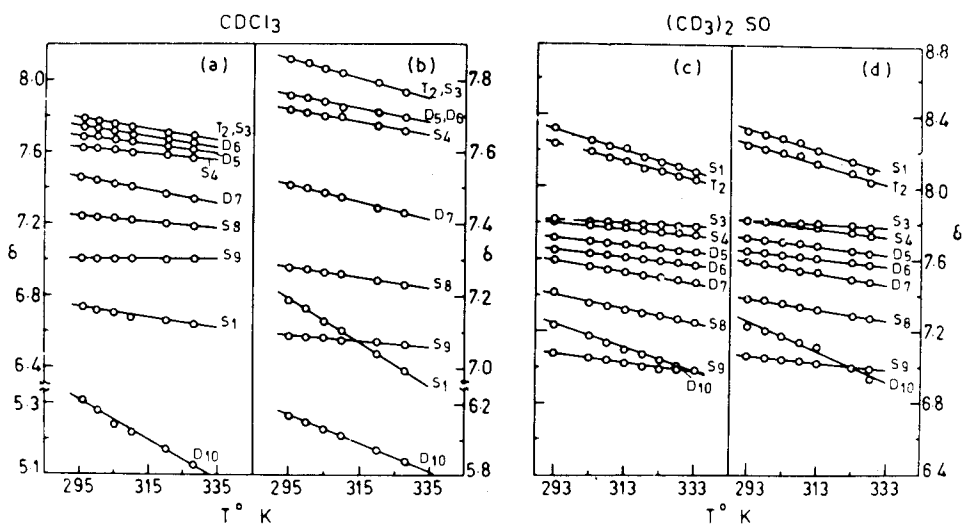 CDCl3
(CD3)2 SO
(a)
(b)
(c)
(d)
8.0
7.6
7.2
δ
6.8
6.4
5.3
5.1
T2,S3
D6
D5
S4
D7
S8
S9
S1
D10
7.8
7.6
7.4
δ
7.2
7.0
6.2
5.8
T2,S3
D5,D6
S4
D7
S8
S9
S1
D10
S1
T2
S3
S4
D5
D6
D7
S8
S9
D10
S1
T2
S3
S4
D5
D6
D7
S8
S9
D10
8.8
8.4
8.0
δ
7.6
7.2
6.8
6.4
295 315 335
295 315 335
293 313 333
293 313 333
T° K
T° K